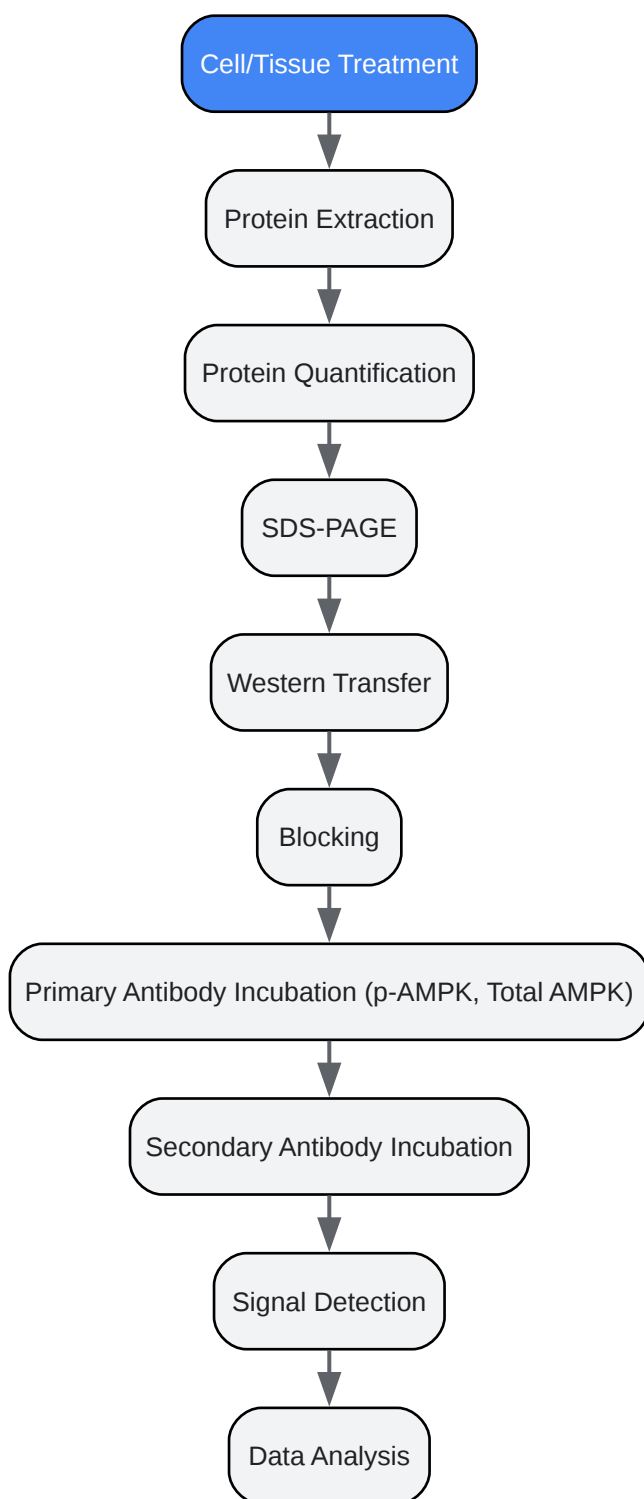 Cell/Tissue Treatment
Protein Extraction
Protein Quantification
SDS-PAGE
Western Transfer
Blocking
Primary Antibody Incubation (p-AMPK, Total AMPK)
Secondary Antibody Incubation
Signal Detection
Data Analysis